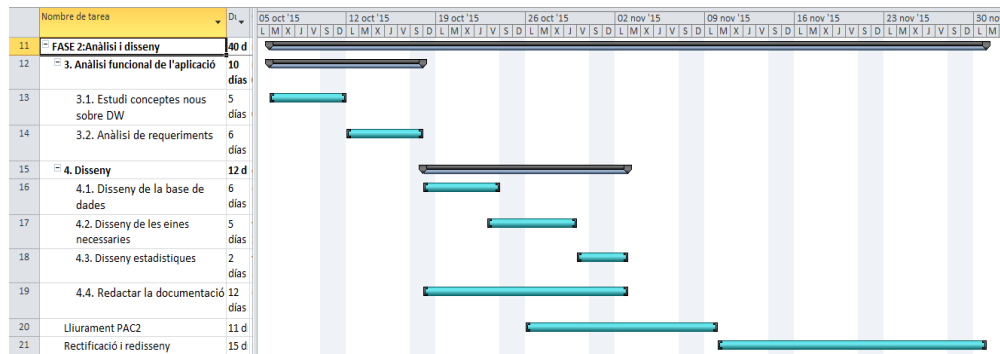 Nombre de tarea Du 05 oct '15 12 oct '15 19 oct '15 26 oct '15 02 nov '15 09 nov '15 16 nov '15 23 nov '15 30 no
L M X J V S D L M X J V S D L M X J V S D L M X J V S D L M X J V S D L M X J V S D L M X J V S D L M X J V S D L M
11 FASE 2:Anàlisi i disseny 40 d
12 3. Anàlisi funcional de l'aplicació 10
días
13 3.1. Estudi conceptes nous 5
sobre DW días
14 3.2. Anàlisi de requeriments 6
días
15 4. Disseny 12 d
16 4.1. Disseny de la base de 6
dades días
17 4.2. Disseny de les eines 5
necessaries días
18 4.3. Disseny estadistiques 2
días
19 4.4. Redactar la documentació 12
días
20 Lliurament PAC2 11 d
21 Rectificació i redisseny 15 d